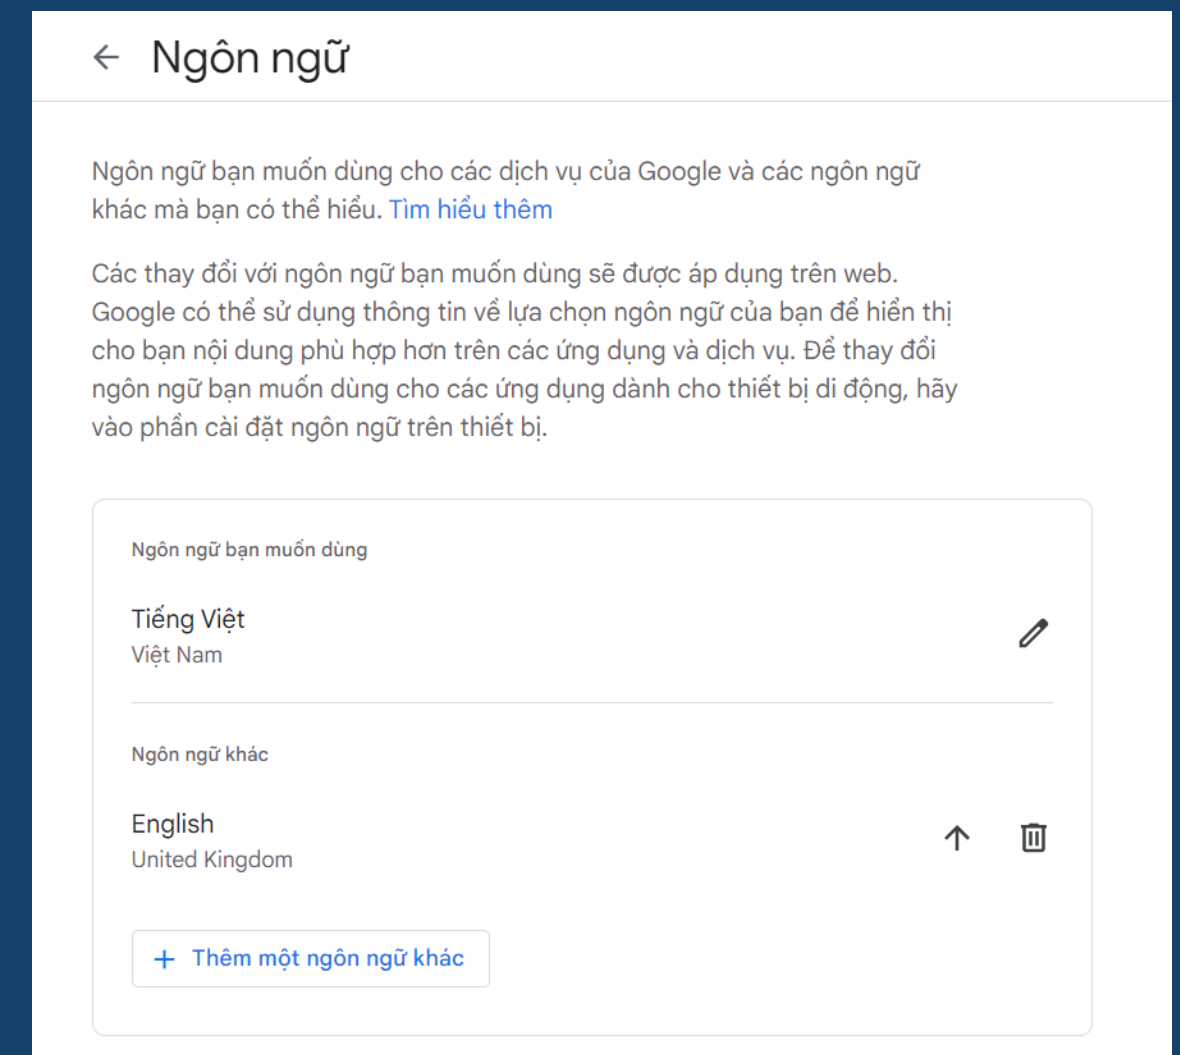 Ngôn ngữ
Ngôn ngữ bạn muốn dùng cho các dịch vụ của Google và các ngôn ngữ
khác mà bạn có thể hiểu. Tìm hiểu thêm
Các thay đổi với ngôn ngữ bạn muốn dùng sẽ được áp dụng trên web.
Google có thể sử dụng thông tin về lựa chọn ngôn ngữ của bạn để hiển thị
cho bạn nội dung phù hợp hơn trên các ứng dụng và dịch vụ. Để thay đổi
ngôn ngữ bạn muốn dùng cho các ứng dụng dành cho thiết bị di động, hãy
vào phần cài đặt ngôn ngữ trên thiết bị.
Ngôn ngữ bạn muốn dùng
Tiếng Việt
Việt Nam
Ngôn ngữ khác
English
United Kingdom
+ Thêm một ngôn ngữ khác